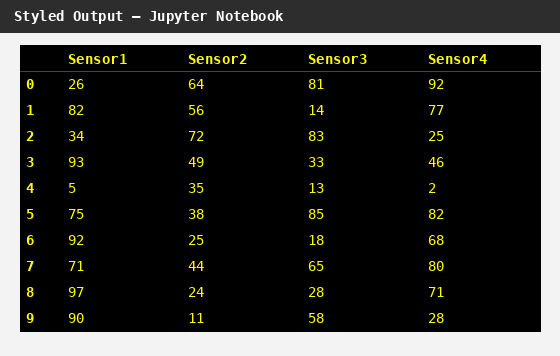 Styled Output — Jupyter Notebook
Sensor1 Sensor2 Sensor3 Sensor4
0 26 64 81 92
1 82 56 14 77
2 34 72 83 25
3 93 49 33 46
4 5 35 13 2
5 75 38 85 82
6 92 25 18 68
7 71 44 65 80
8 97 24 28 71
9 90 11 58 28